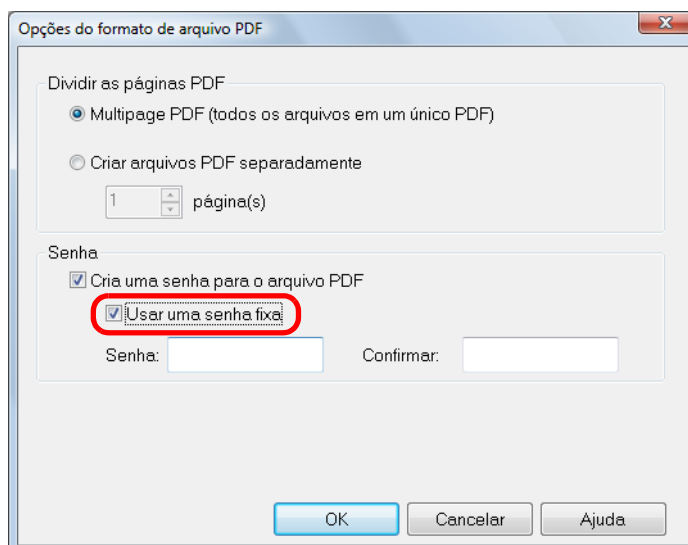 Opções do formato de arquivo PDF
Dividir as páginas PDF
Multipage PDF (todos os arquivos em um único PDF)
Criar arquivos PDF separadamente
1 página(s)
Senha
Cria uma senha para o arquivo PDF
Usar uma senha fixa
Senha: Confirmar:
OK Cancelar Ajuda